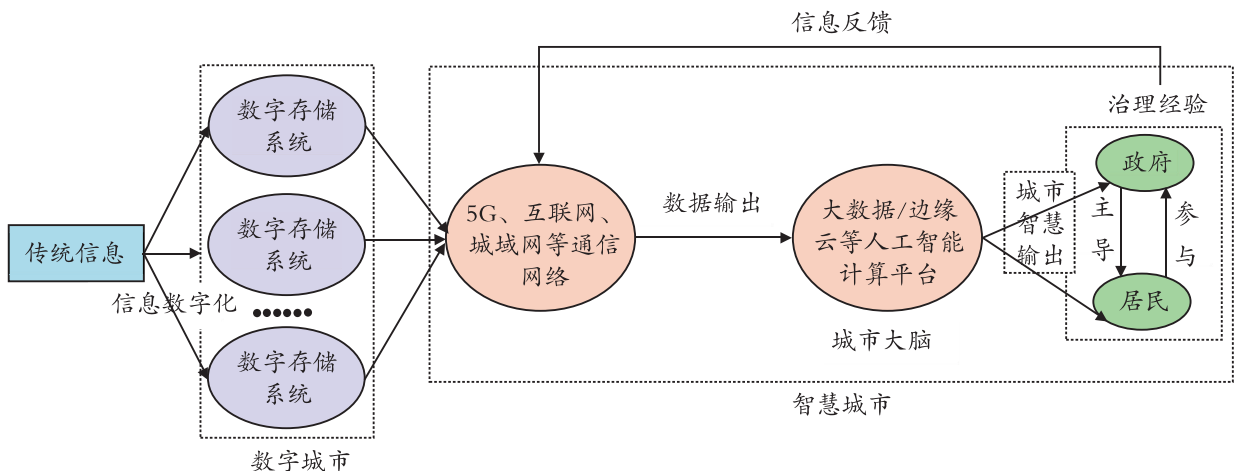 信息反馈
治理经验
数字存储
系统
政府
城市
智慧
输出
主
导
参
与
数字存储
系统
5G、互联网、
城域网等通信
网络
数据输出
大数据/边缘
云等人工智能
计算平台
传统信息
信息数字化
居民
数字存储
系统
城市大脑
智慧城市
数字城市